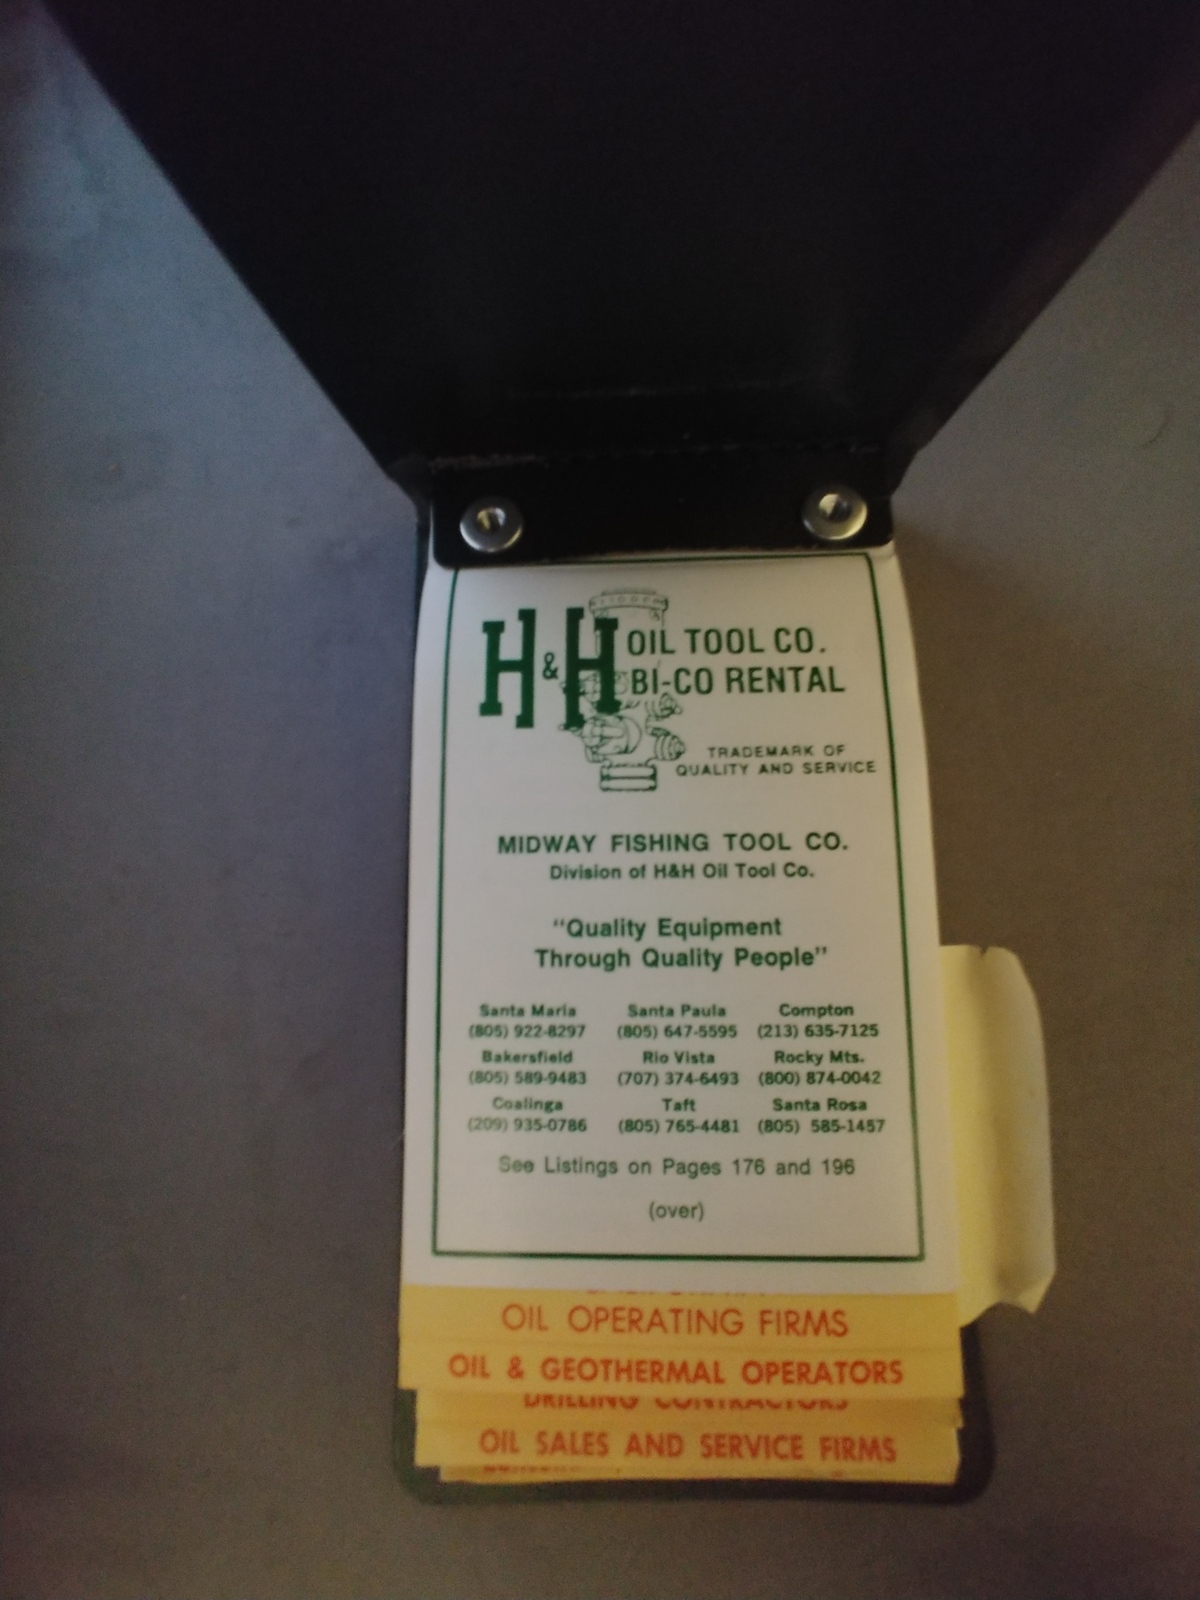 H&H OIL TOOL CO.
BI-CO RENTAL
TRADEMARK OF
QUALITY AND SERVICE
MIDWAY FISHING TOOL CO.
Division of H&H Oil Tool Co.
“Quality Equipment
Through Quality People”
Santa Maria Santa Paula Compton
(805) 922-8297 (805) 647-5595 (213) 635-7125
Bakersfield Rio Vista Rocky Mts.
(805) 589-9483 (707) 374-6493 (800) 874-0042
Coalinga Taft Santa Rosa
(209) 935-0786 (805) 765-4481 (805) 585-1457
See Listings on Pages 176 and 196
(over)
OIL OPERATING FIRMS
OIL & GEOTHERMAL OPERATORS
DRILLING CONTRACTORS
OIL SALES AND SERVICE FIRMS